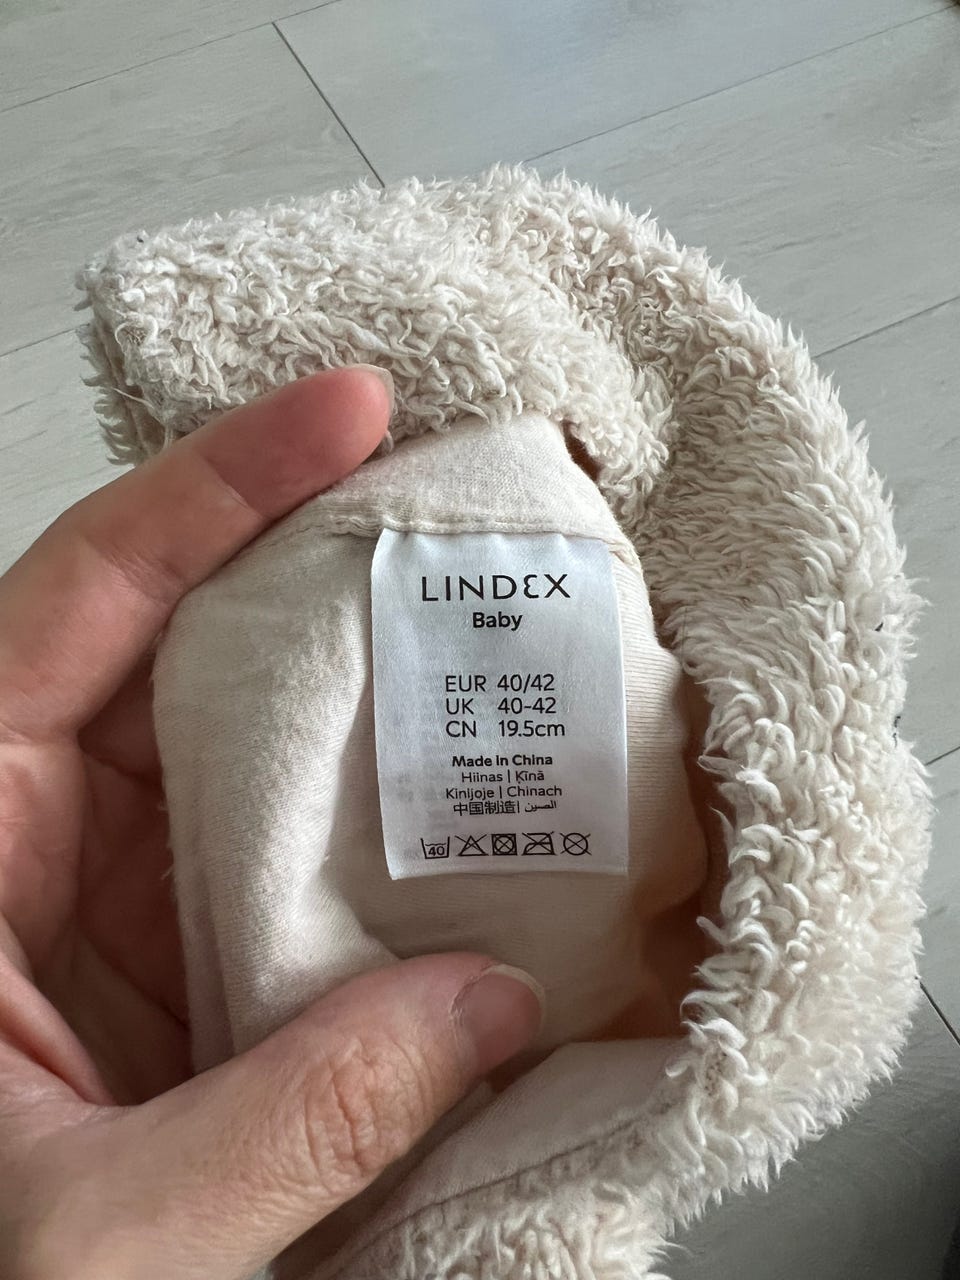 LINDEX
Baby
EUR 40/42
UK 40-42
CN 19.5cm
Made in China
Hiinas | Ķīnā
Kinijoje | Chinach
中国制造| الصين
40